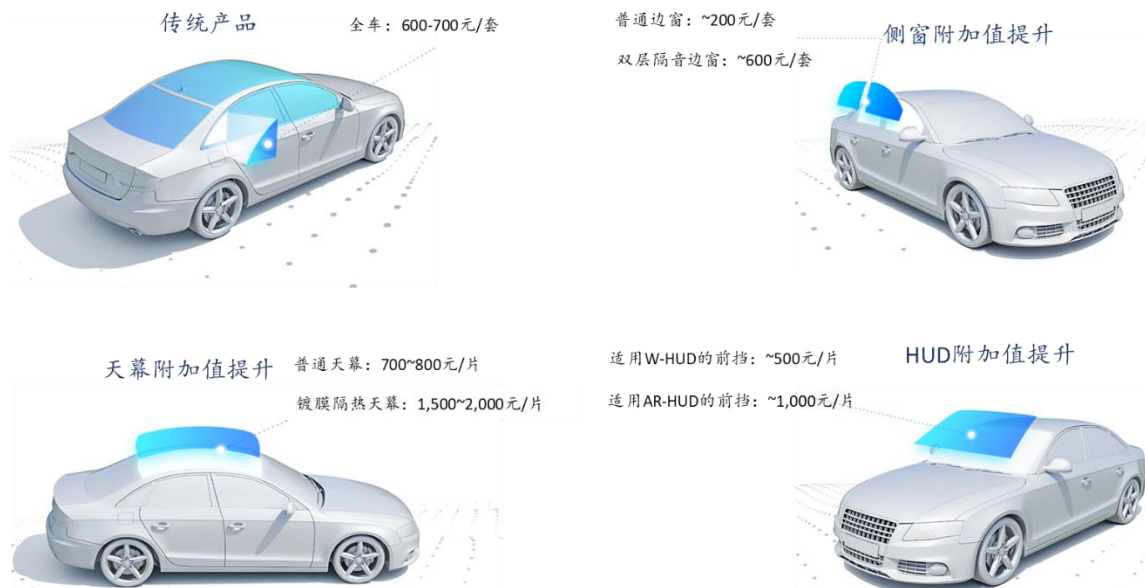 传统产品
全车：600-700元/套
普通边窗：~200元/套
双层隔音边窗：~600元/套
侧窗附加值提升
天幕附加值提升
普通天幕：700~800元/片
镀膜隔热天幕：1,500~2,000元/片
适用W-HUD的前挡：~500元/片
适用AR-HUD的前挡：~1,000元/片
HUD附加值提升